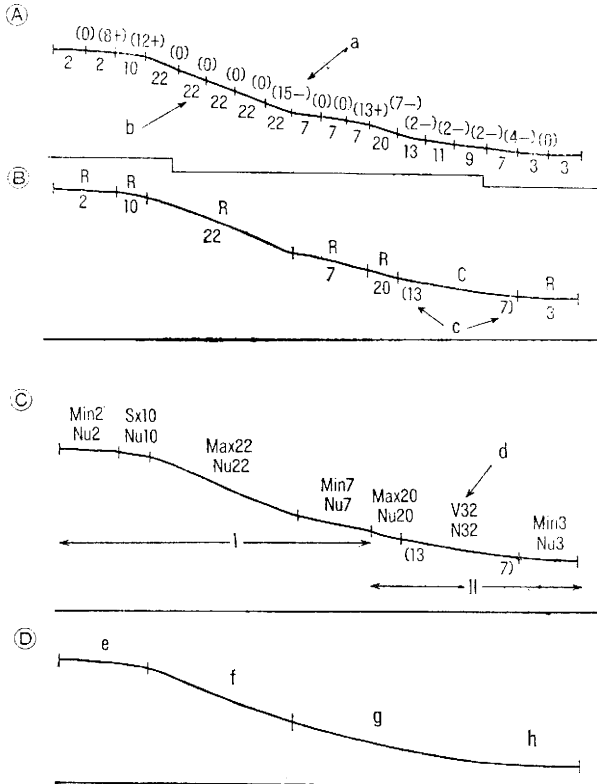 A
(0) (8+) (12+) (0) (0) (0) (0) (15−) (0) (0) (13+) (7−) (2−) (2−) (2−) (4−) (0)
a
2 2 10 22 22 22 22 22 7 7 7 20 13 11 9 7 3 3
b
B
R R R R R C R
2 10 22 7 20 (13 7) 3
c
C
Min2 Sx10 Max22 Min7 Max20 V32 Min3
Nu2 Nu10 Nu22 Nu7 Nu20 N32 Nu3
d
(13 7)
I
II
D
e
f
g
h